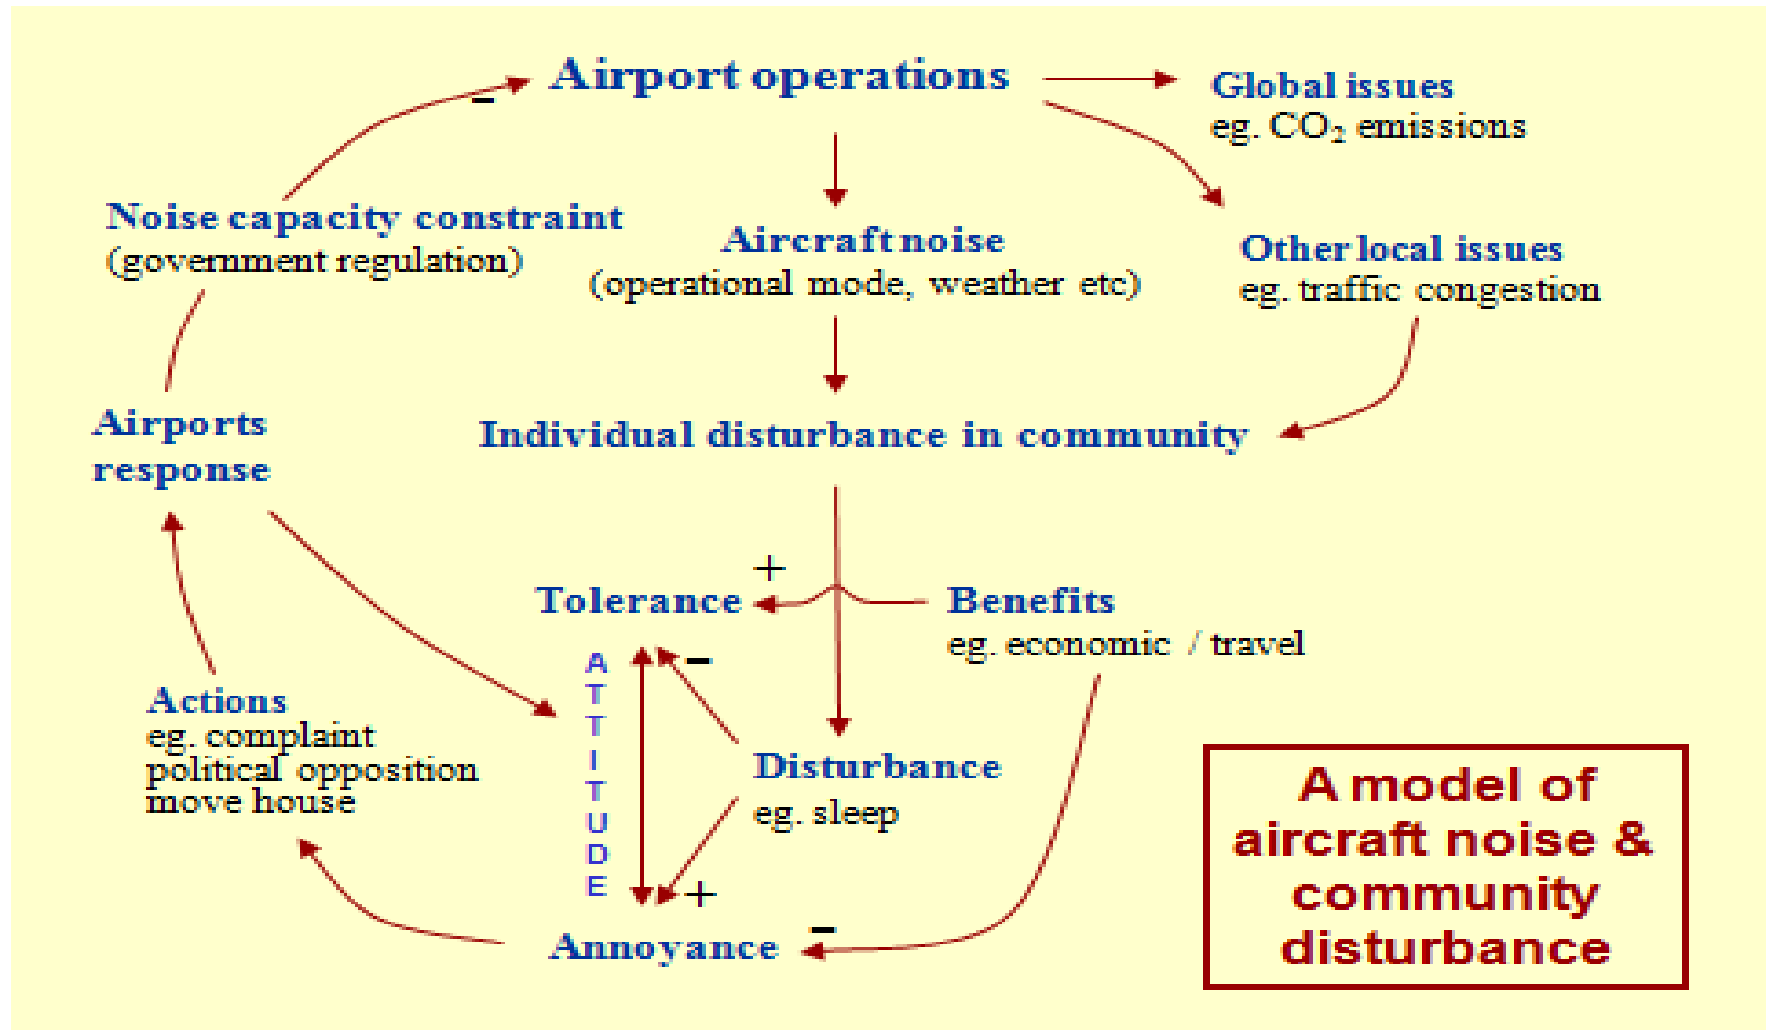 Airport operations
Global issues
eg. CO₂ emissions
–
Noise capacity constraint
(government regulation)
Aircraft noise
(operational mode, weather etc)
Other local issues
eg. traffic congestion
Airports
response
Individual disturbance in community
+
Tolerance
Benefits
eg. economic / travel
–
ATTITUDE
Actions
eg. complaint
political opposition
move house
Disturbance
eg. sleep
+
–
Annoyance
A model of
aircraft noise &
community
disturbance